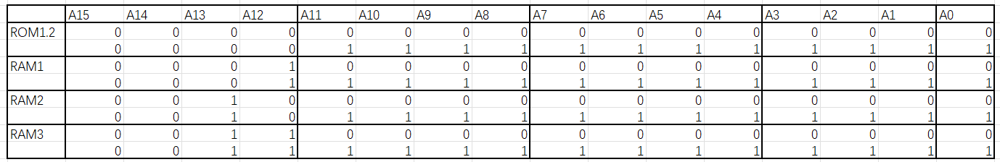 A15 A14 A13 A12 A11 A10 A9 A8 A7 A6 A5 A4 A3 A2 A1 A0
ROM1.2 0 0 0 0 0 0 0 0 0 0 0 0 0 0 0 0
0 0 0 0 1 1 1 1 1 1 1 1 1 1 1 1
RAM1 0 0 0 1 0 0 0 0 0 0 0 0 0 0 0 0
0 0 0 1 1 1 1 1 1 1 1 1 1 1 1 1
RAM2 0 0 1 0 0 0 0 0 0 0 0 0 0 0 0 0
0 0 1 0 1 1 1 1 1 1 1 1 1 1 1 1
RAM3 0 0 1 1 0 0 0 0 0 0 0 0 0 0 0 0
0 0 1 1 1 1 1 1 1 1 1 1 1 1 1 1